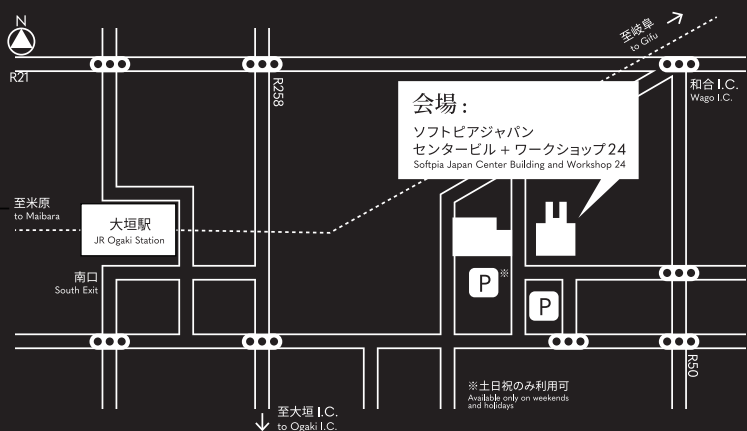 N
R21
R258
至岐阜
to Gifu
和合 I.C.
Wago I.C.
会場 :
ソフトピアジャパン
センタービル + ワークショップ24
Softpia Japan Center Building and Workshop 24
至米原
to Maibara
大垣駅
JR Ogaki Station
南口
South Exit
P
※
P
R50
※土日祝のみ利用可
Available only on weekends
and holidays
至大垣 I.C.
to Ogaki I.C.